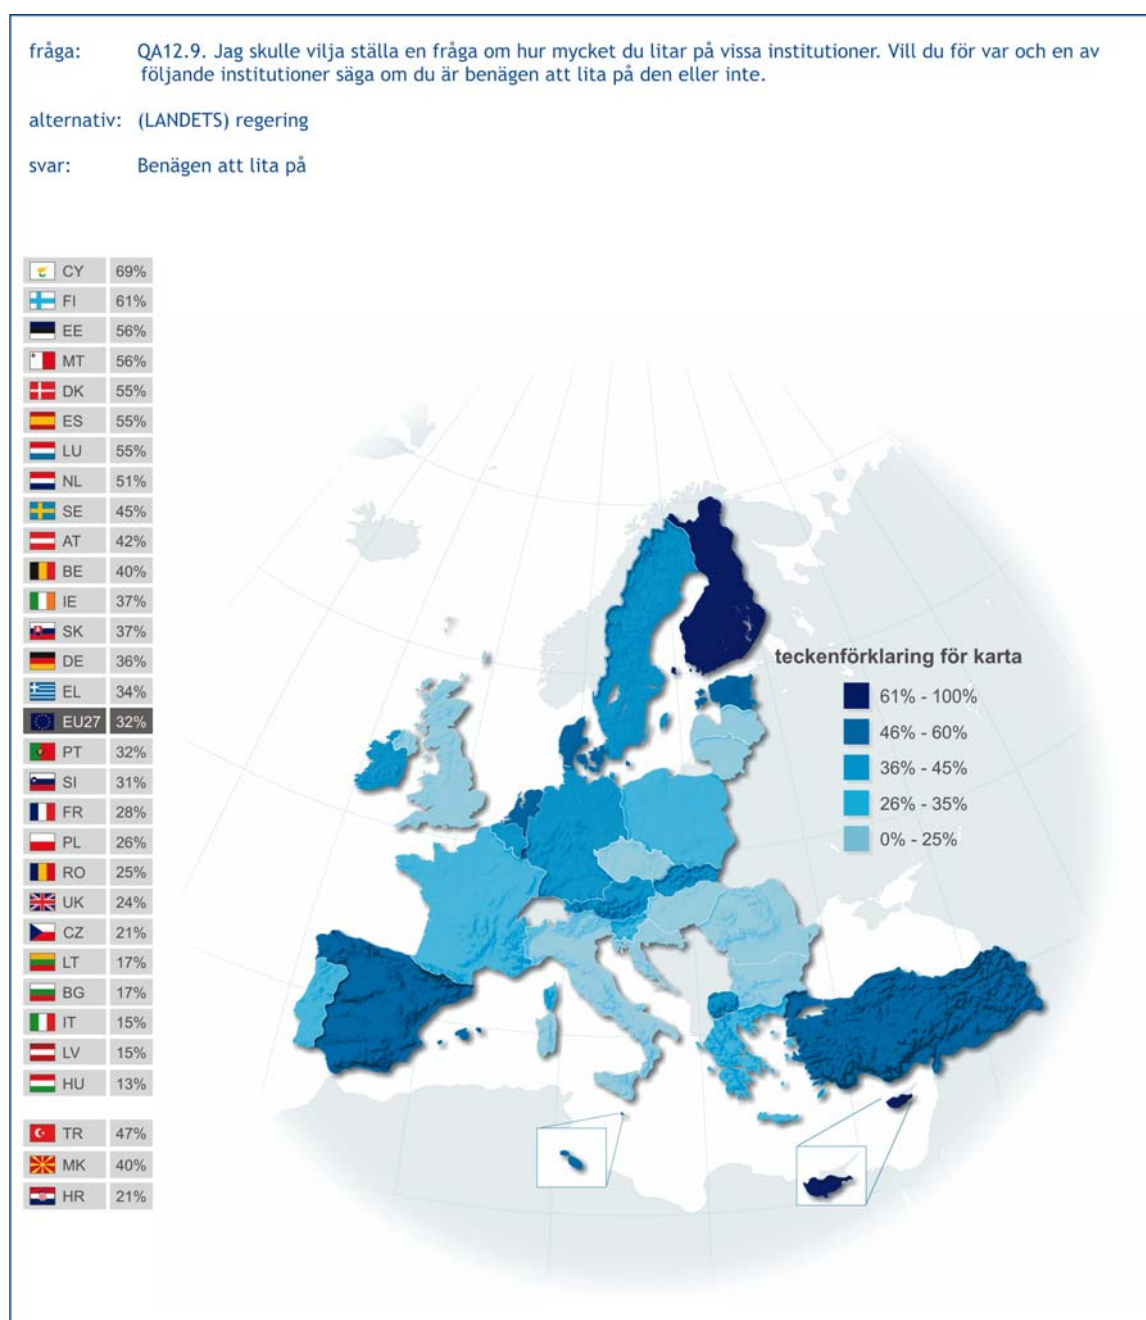 fråga: QA12.9. Jag skulle vilja ställa en fråga om hur mycket du litar på vissa institutioner. Vill du för var och en av
följande institutioner säga om du är benägen att lita på den eller inte.
alternativ: (LANDETS) regering
svar: Benägen att lita på
CY 69%
FI 61%
EE 56%
MT 56%
DK 55%
ES 55%
LU 55%
NL 51%
SE 45%
AT 42%
BE 40%
IE 37%
SK 37%
DE 36%
EL 34%
EU27 32%
PT 32%
SI 31%
FR 28%
PL 26%
RO 25%
UK 24%
CZ 21%
LT 17%
BG 17%
IT 15%
LV 15%
HU 13%
TR 47%
MK 40%
HR 21%
teckenförklaring för karta
61% - 100%
46% - 60%
36% - 45%
26% - 35%
0% - 25%